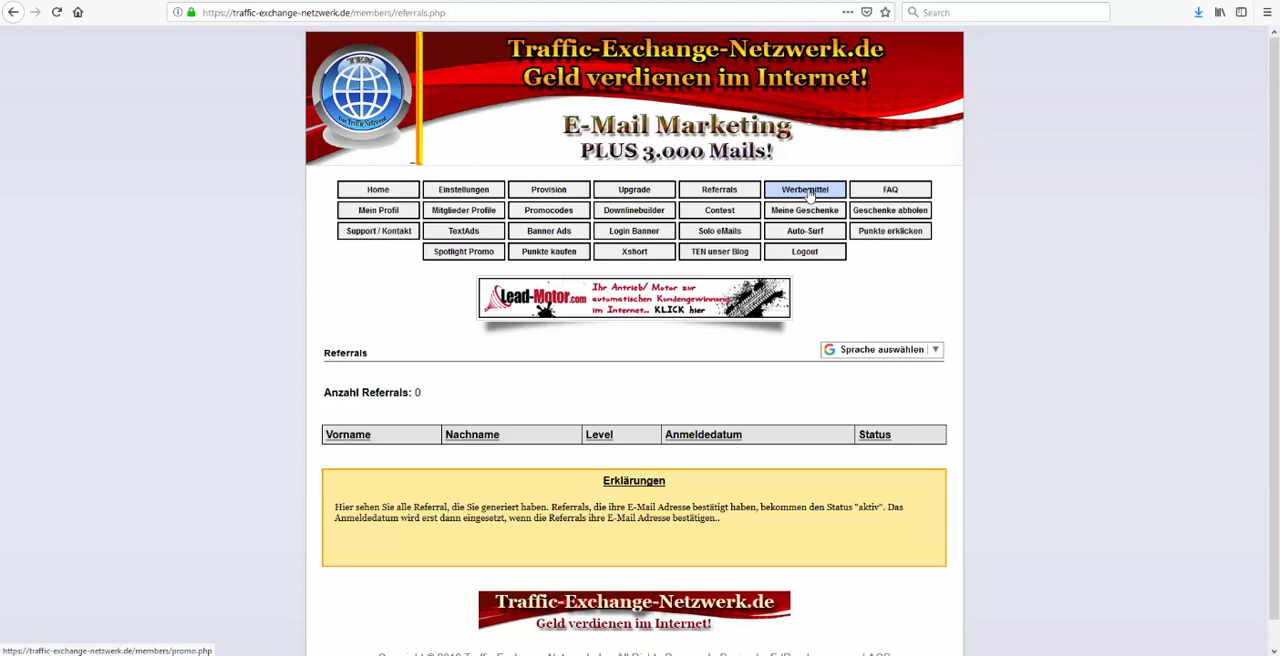 https://traffic-exchange-netzwerk.de/members/referrals.php
Search
Traffic-Exchange-Netzwerk.de
Geld verdienen im Internet!
TEN
E-Mail Marketing
PLUS 3.000 Mails!
Home Einstellungen Provision Upgrade Referrals Werbemittel FAQ
Mein Profil Mitglieder Profile Promocodes Downlinebuilder Contest Meine Geschenke Geschenke abholen
Support / Kontakt TextAds Banner Ads Login Banner Solo eMails Auto-Surf Punkte erklicken
Spotlight Promo Punkte kaufen Xshort TEN unser Blog Logout
Lead-Motor.com
Ihr Antrieb/ Motor zur
automatischen Kundengewinnung
im Internet... KLICK hier
Referrals
Sprache auswählen
Anzahl Referrals: 0
Vorname Nachname Level Anmeldedatum Status
Erklärungen
Hier sehen Sie alle Referral, die Sie generiert haben. Referrals, die ihre E-Mail Adresse bestätigt haben, bekommen den Status "aktiv". Das
Anmeldedatum wird erst dann eingesetzt, wenn die Referrals ihre E-Mail Adresse bestätigen..
Traffic-Exchange-Netzwerk.de
Geld verdienen im Internet!
https://traffic-exchange-netzwerk.de/members/promo.php